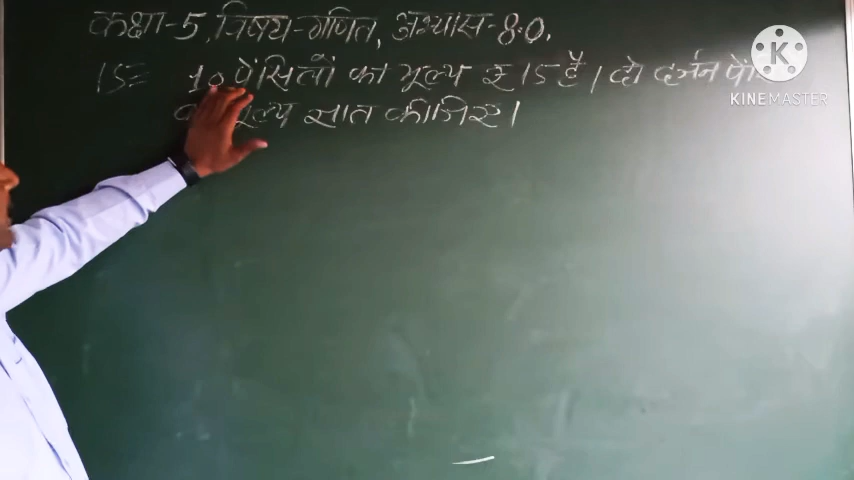 कक्षा-5, विषय-गणित, अभ्यास-8.0,
15= 10 पेंसिलों का मूल्य रु 15 है। दो दर्जन
मूल्य ज्ञात कीजिए।
KINEMASTER